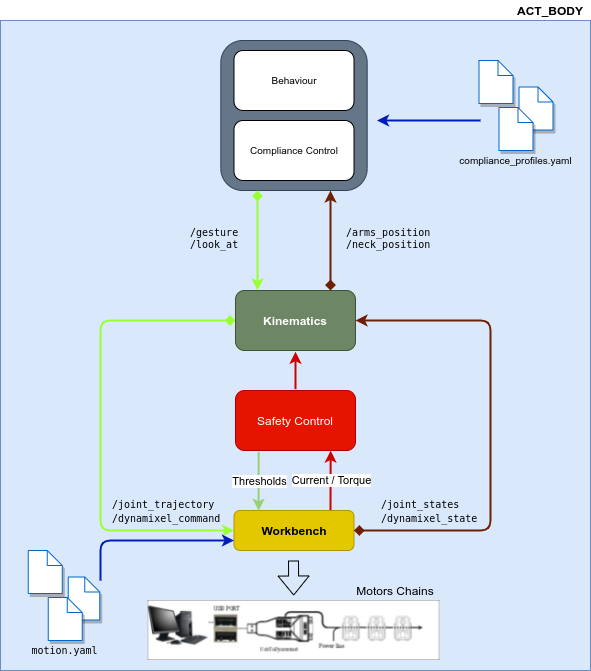 ACT_BODY
Behaviour
Compliance Control
compliance_profiles.yaml
/gesture
/look_at
/arms_position
/neck_position
Kinematics
Safety Control
Thresholds
Current / Torque
/joint_trajectory
/dynamixel_command
/joint_states
/dynamixel_state
Workbench
motion.yaml
Motors Chains
USB PORT
Usb2Dynamixel
Power line